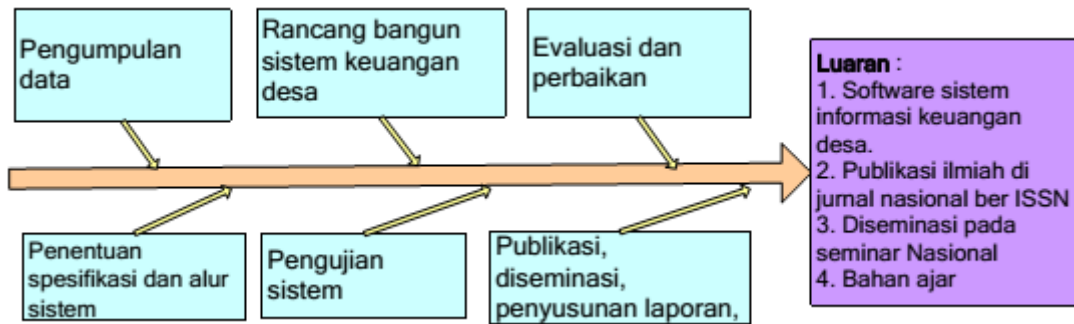 Pengumpulan
data
Rancang bangun
sistem keuangan
desa
Evaluasi dan
perbaikan
Penentuan
spesifikasi dan alur
sistem
Pengujian
sistem
Publikasi,
diseminasi,
penyusunan laporan,
Luaran :
1. Software sistem
informasi keuangan
desa.
2. Publikasi ilmiah di
jurnal nasional ber ISSN
3. Diseminasi pada
seminar Nasional
4. Bahan ajar